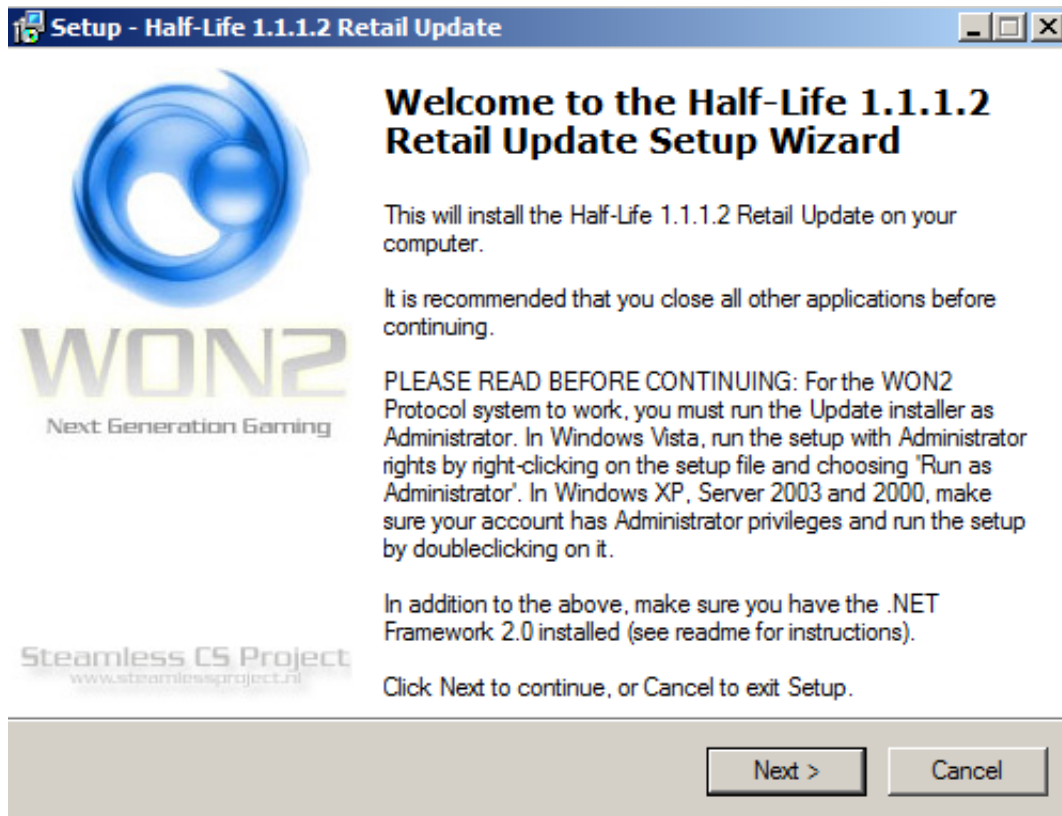 Setup - Half-Life 1.1.1.2 Retail Update
Welcome to the Half-Life 1.1.1.2
Retail Update Setup Wizard
This will install the Half-Life 1.1.1.2 Retail Update on your
computer.
It is recommended that you close all other applications before
continuing.
PLEASE READ BEFORE CONTINUING: For the WON2
Protocol system to work, you must run the Update installer as
Administrator. In Windows Vista, run the setup with Administrator
rights by right-clicking on the setup file and choosing "Run as
Administrator". In Windows XP, Server 2003 and 2000, make
sure your account has Administrator privileges and run the setup
by doubleclicking on it.
In addition to the above, make sure you have the .NET
Framework 2.0 installed (see readme for instructions).
Click Next to continue, or Cancel to exit Setup.
WON2
Next Generation Gaming
Steamless CS Project
www.steamlessproject.nl
Next >
Cancel